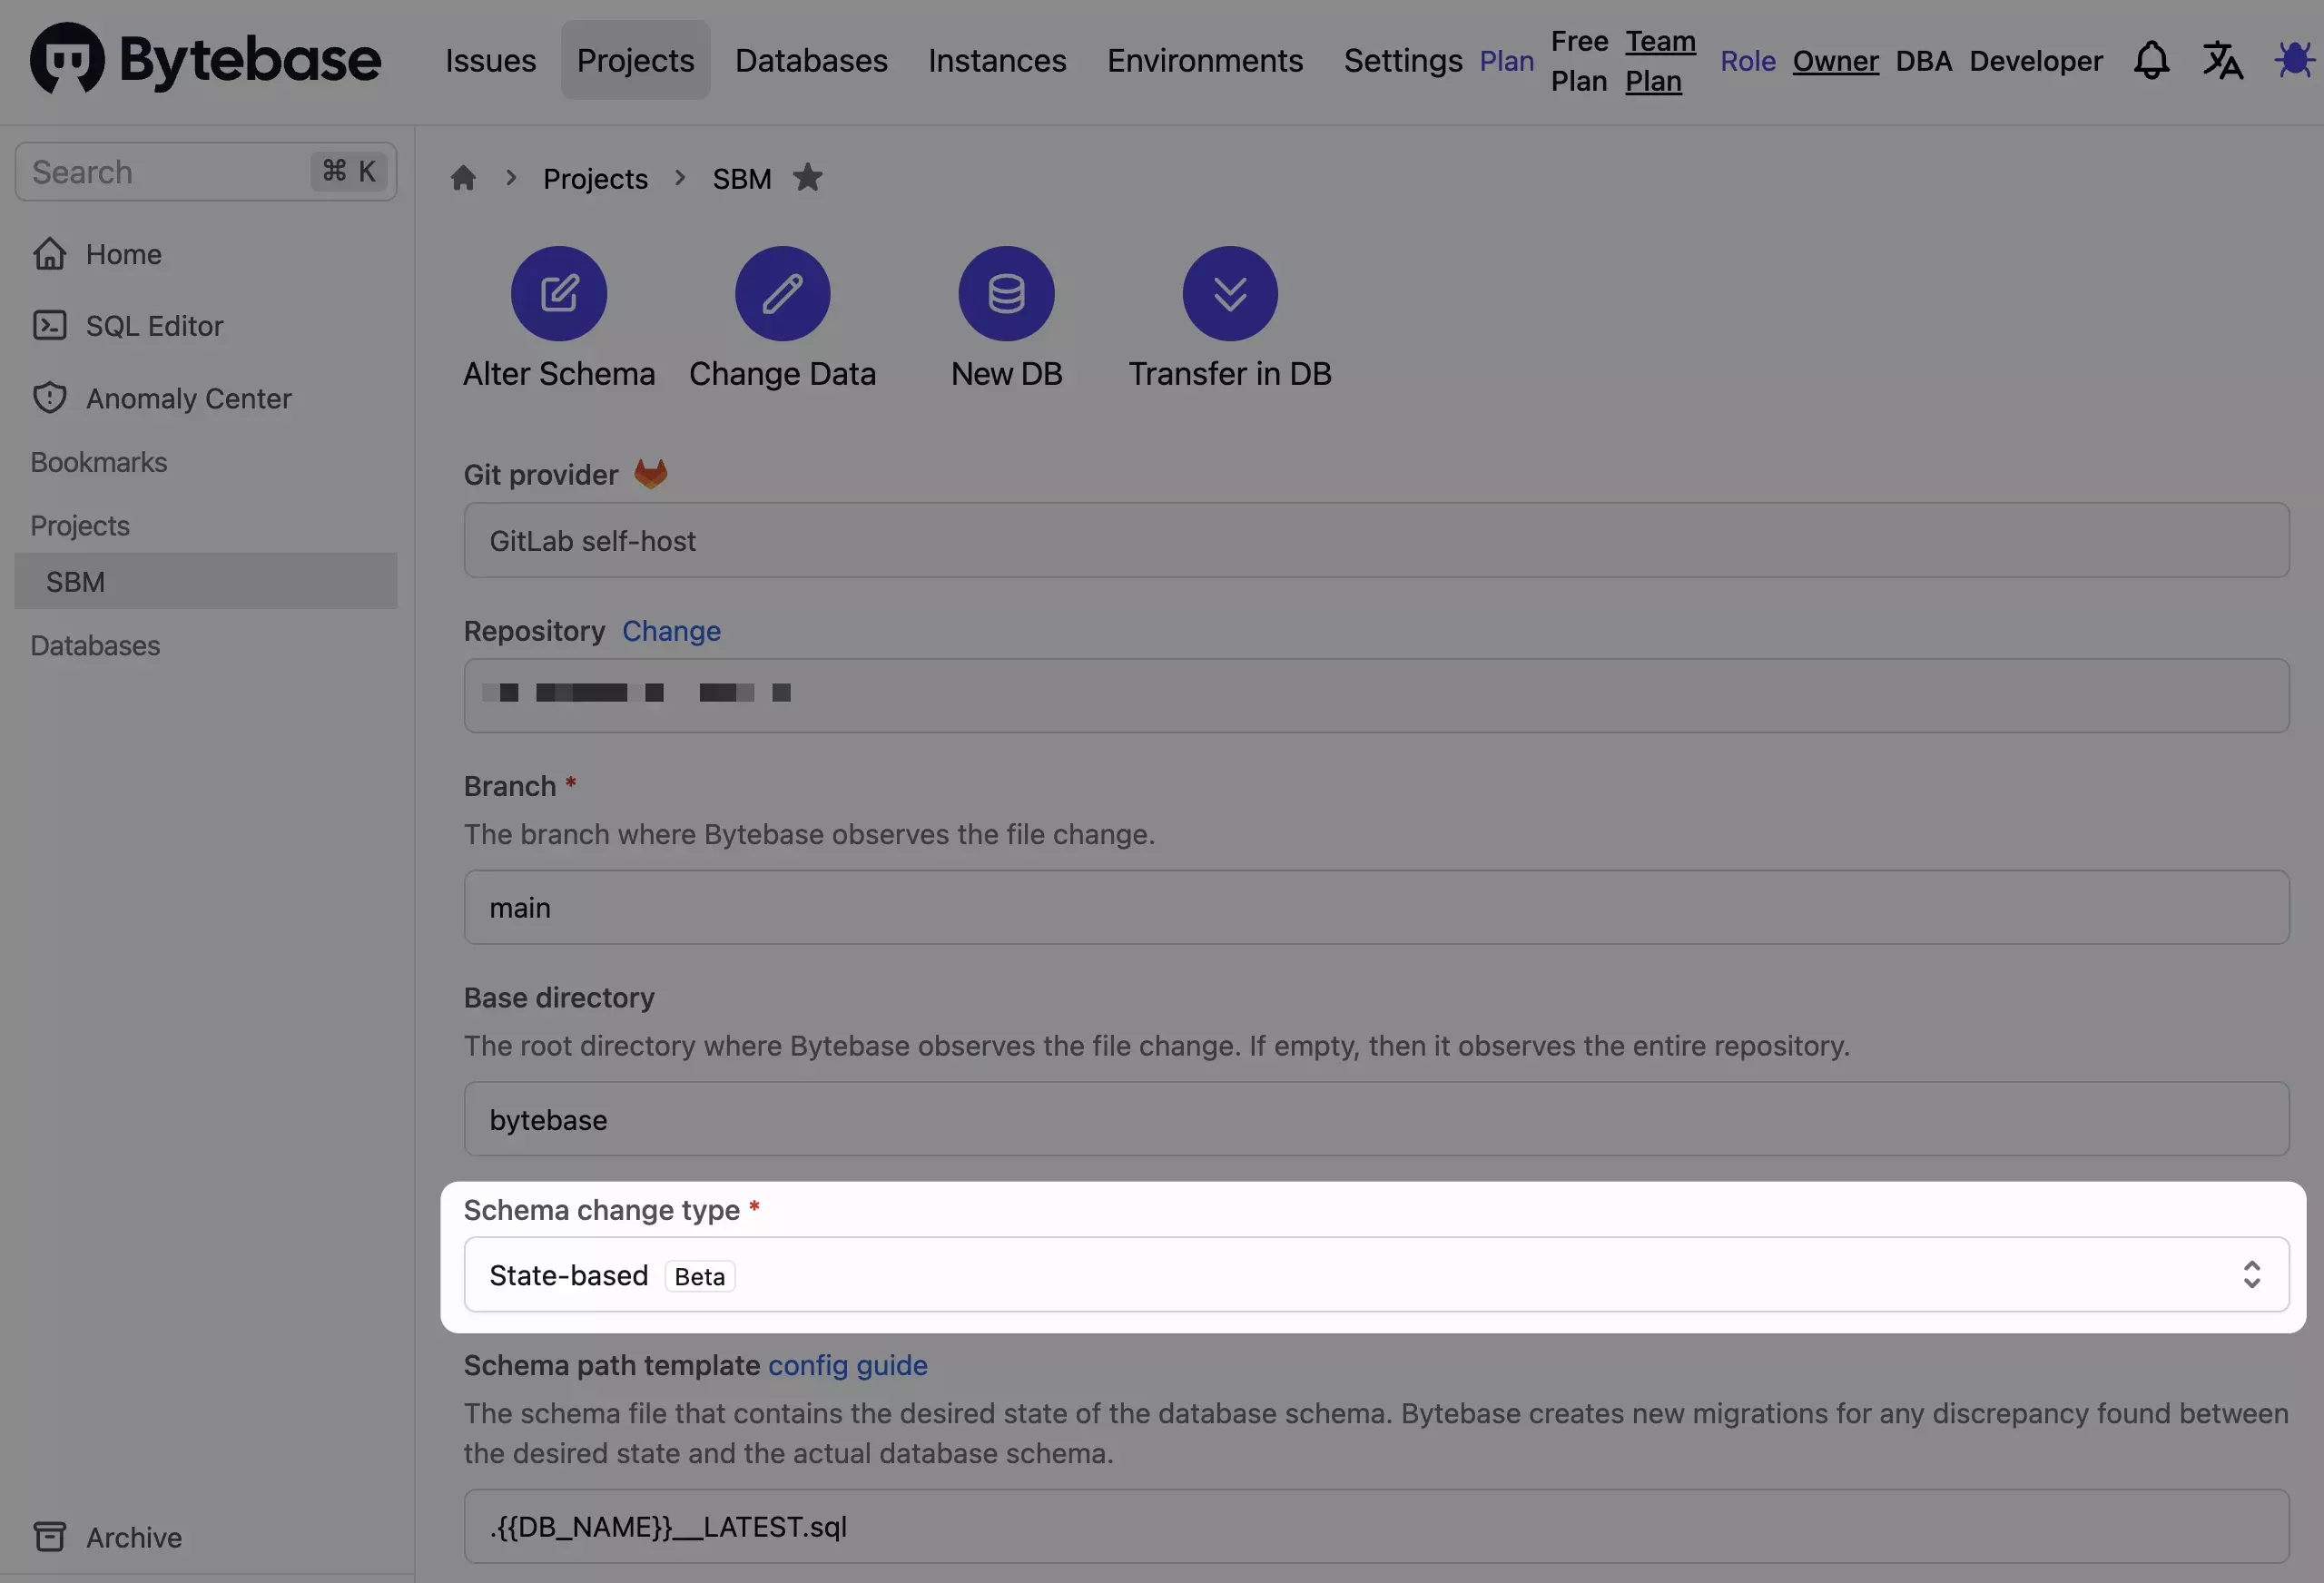 Bytebase Issues Projects Databases Instances Environments Settings Plan Free Plan Team Plan Role Owner DBA Developer
Search ⌘ K
Home
SQL Editor
Anomaly Center
Bookmarks
Projects
SBM
Databases
Archive
Projects > SBM
Alter Schema Change Data New DB Transfer in DB
Git provider
GitLab self-host
Repository Change
Branch *
The branch where Bytebase observes the file change.
main
Base directory
The root directory where Bytebase observes the file change. If empty, then it observes the entire repository.
bytebase
Schema change type *
State-based Beta
Schema path template config guide
The schema file that contains the desired state of the database schema. Bytebase creates new migrations for any discrepancy found between
the desired state and the actual database schema.
.{{DB_NAME}}__LATEST.sql